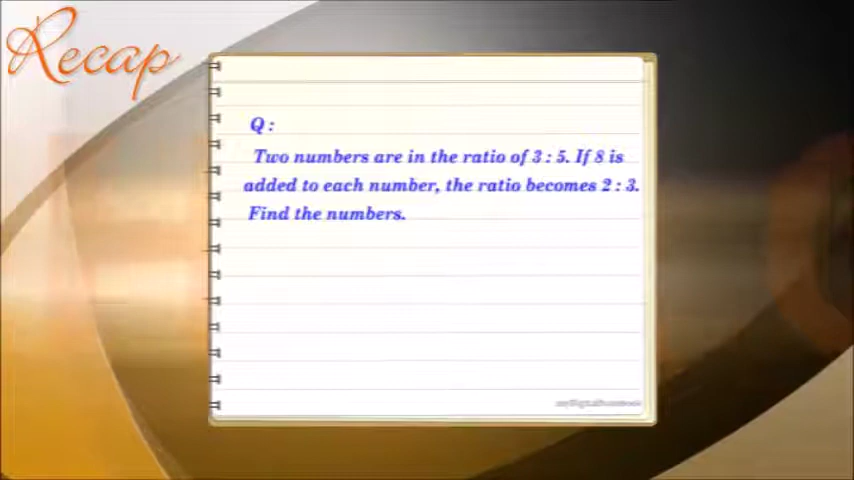 Recap
Q :
Two numbers are in the ratio of 3 : 5. If 8 is
added to each number, the ratio becomes 2 : 3.
Find the numbers.